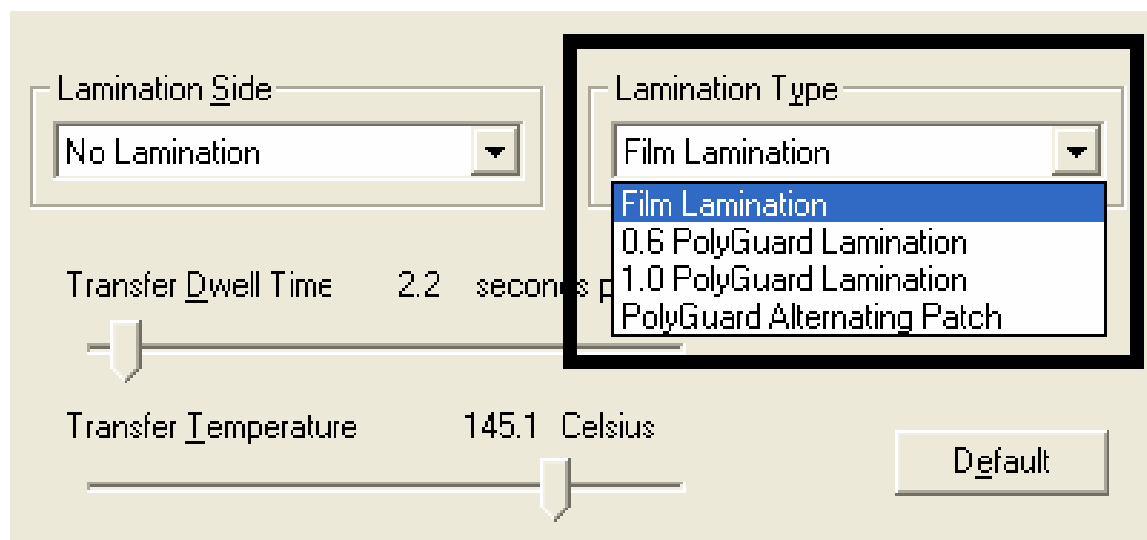 Lamination Side
No Lamination
Lamination Type
Film Lamination
Film Lamination
0.6 PolyGuard Lamination
1.0 PolyGuard Lamination
PolyGuard Alternating Patch
Transfer Dwell Time 2.2
Transfer Temperature 145.1 Celsius
Default